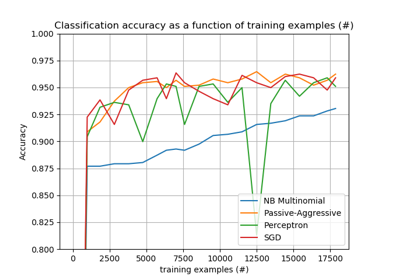 Classification accuracy as a function of training examples (#)
1.000
0.975
0.950
0.925
0.900
0.875
0.850
0.825
0.800
Accuracy
0 2500 5000 7500 10000 12500 15000 17500
training examples (#)
NB Multinomial
Passive-Aggressive
Perceptron
SGD